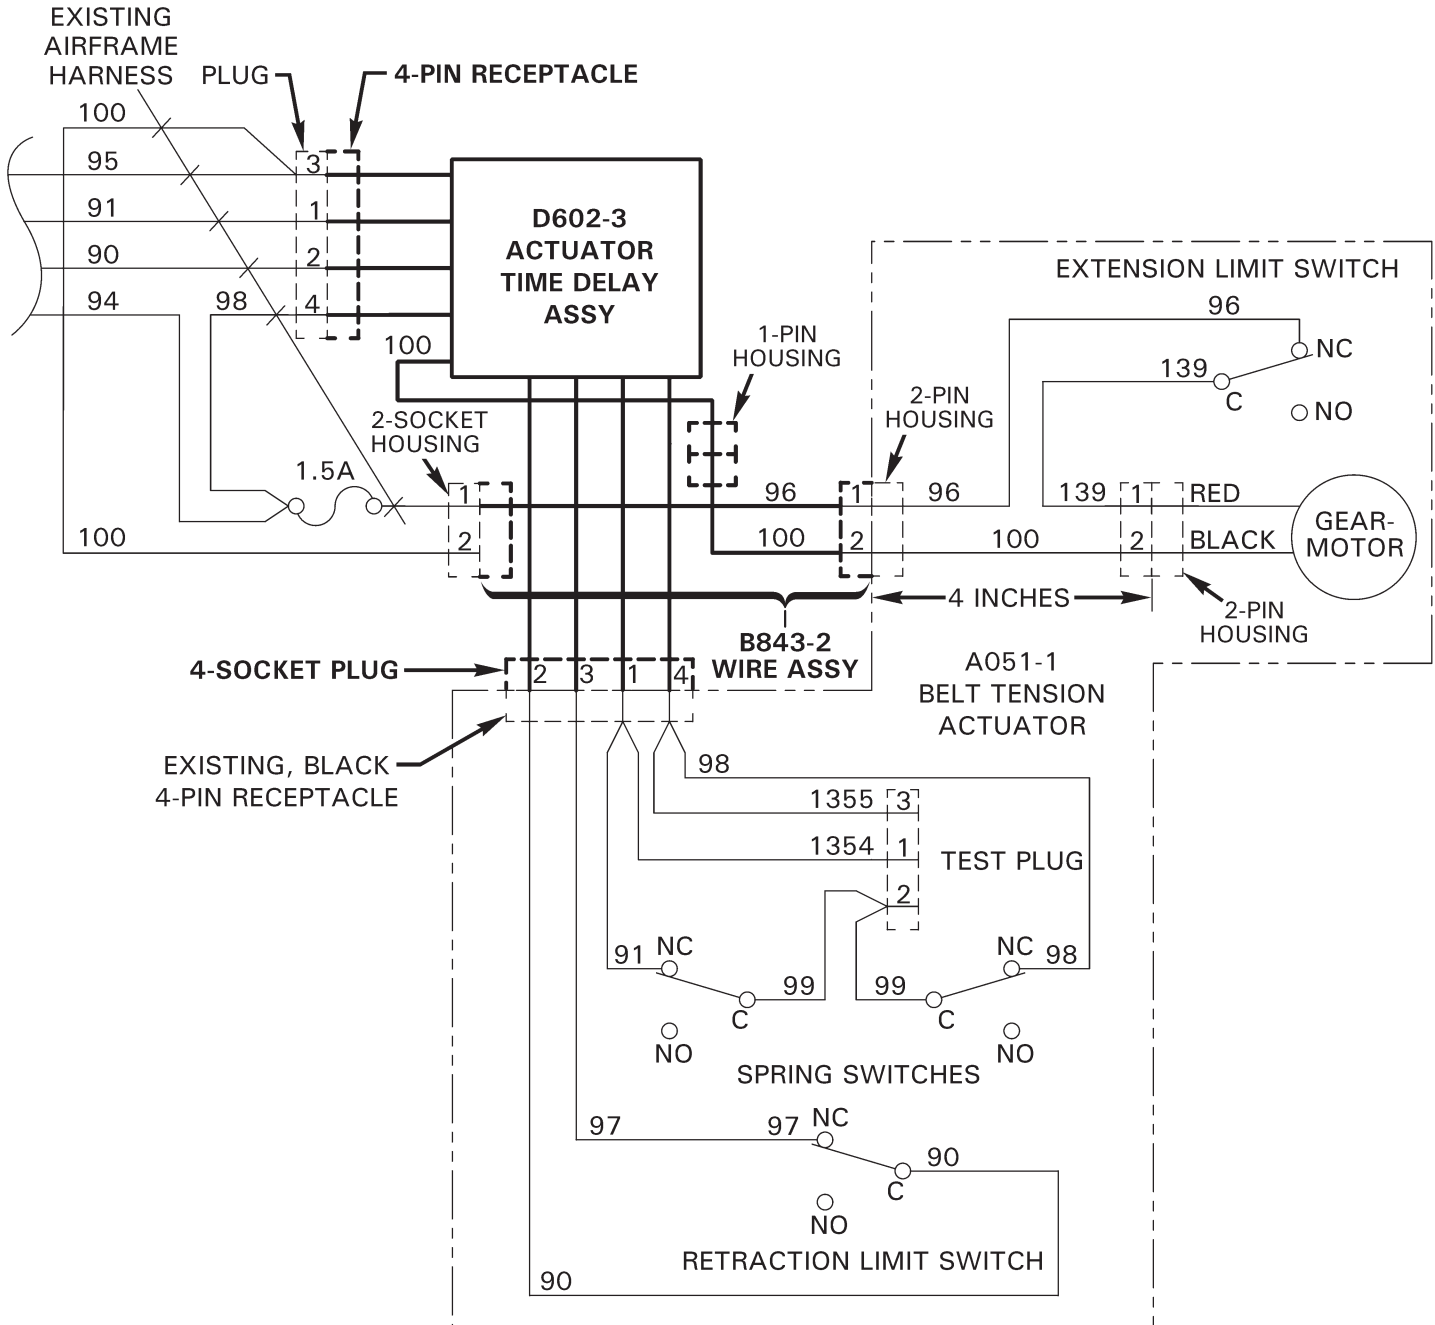 EXISTING
AIRFRAME
HARNESS
PLUG
4-PIN RECEPTACLE
100
95
91
90
94
98
3
1
2
4
D602-3
ACTUATOR
TIME DELAY
ASSY
100
1-PIN
HOUSING
2-SOCKET
HOUSING
2-PIN
HOUSING
EXTENSION LIMIT SWITCH
96
NC
139
C
NO
1.5A
1
96
1
96
139
1
RED
GEAR-
MOTOR
100
2
100
2
100
2
BLACK
4 INCHES
2-PIN
HOUSING
B843-2
WIRE ASSY
4-SOCKET PLUG
2
3
1
4
A051-1
BELT TENSION
ACTUATOR
EXISTING, BLACK
4-PIN RECEPTACLE
98
1355
3
1354
1
TEST PLUG
2
91
NC
99
C
NO
NC
98
99
C
NO
SPRING SWITCHES
97
97
NC
90
C
NO
RETRACTION LIMIT SWITCH
90